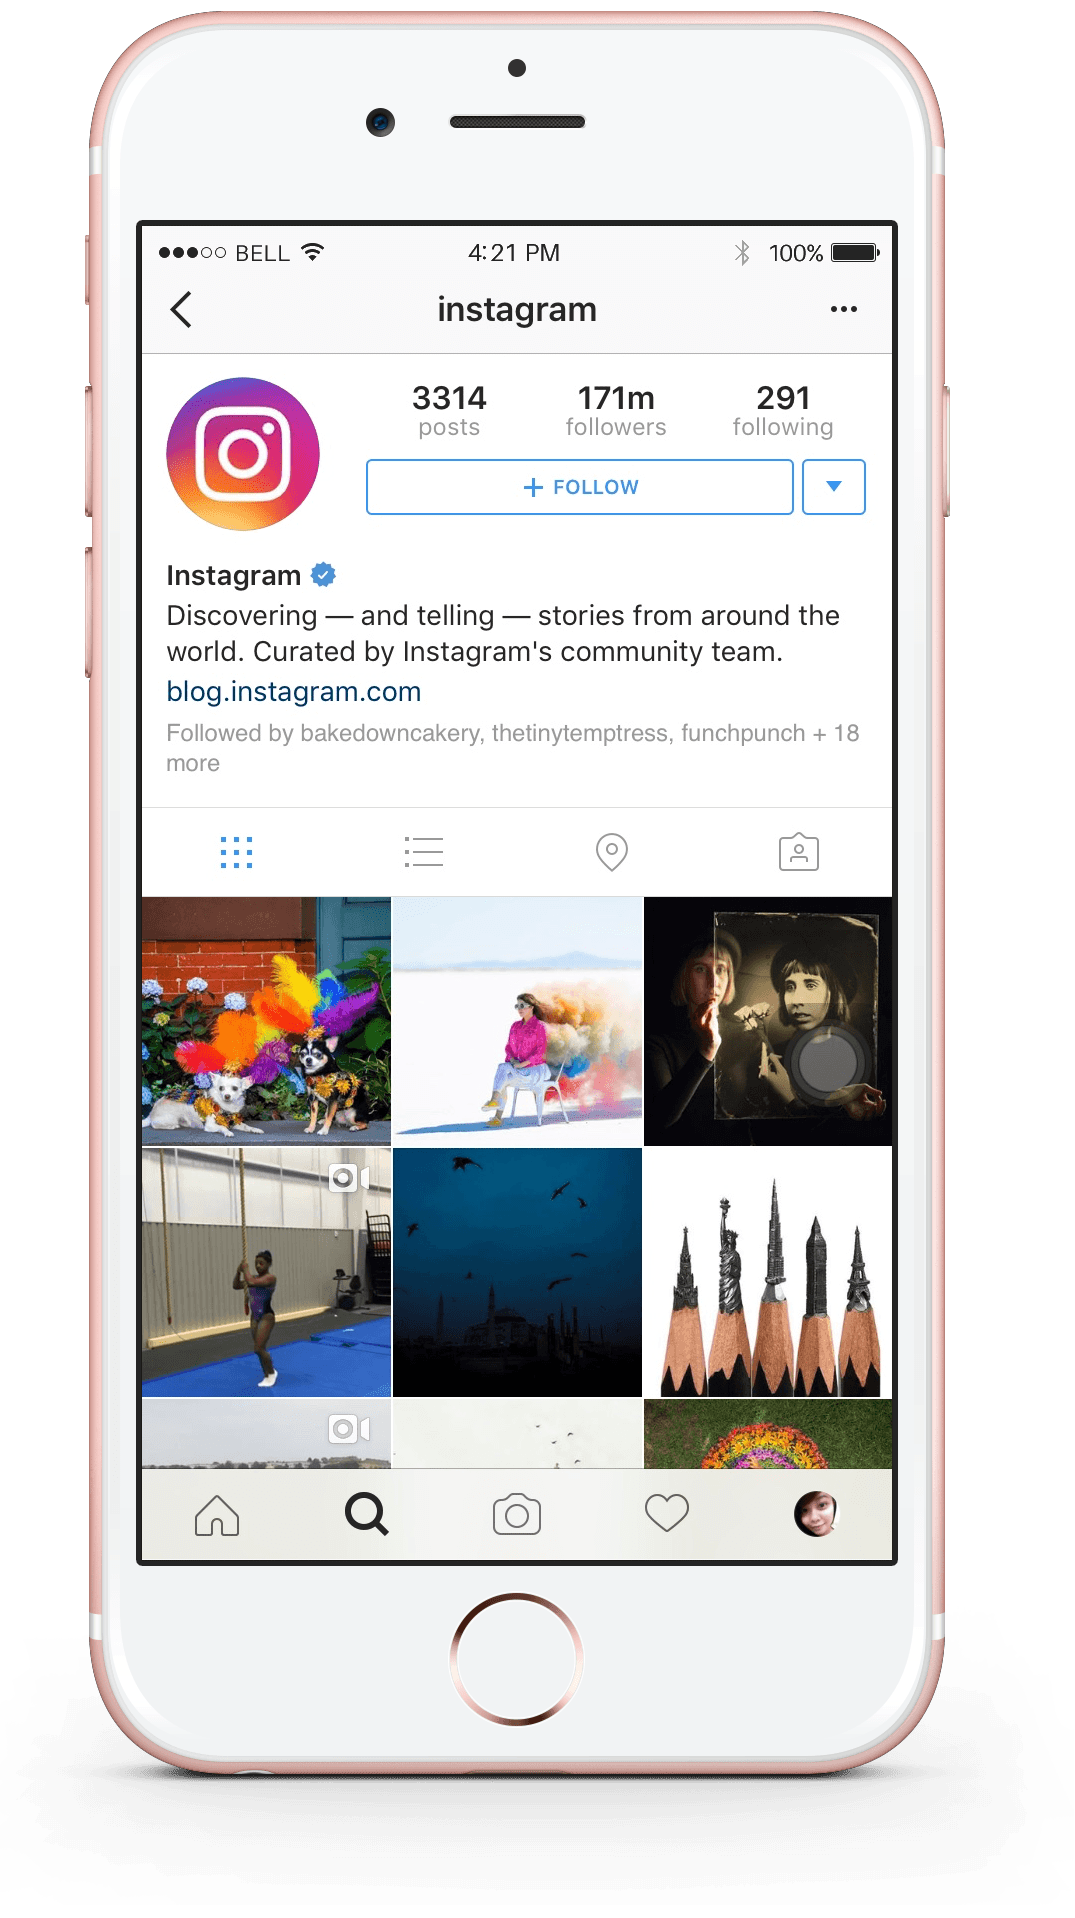 BELL 4:21 PM 100%
instagram
3314 171m 291
posts followers following
+ FOLLOW
Instagram
Discovering — and telling — stories from around the
world. Curated by Instagram's community team.
blog.instagram.com
Followed by bakedowncakery, thetinytemptress, funchpunch + 18
more